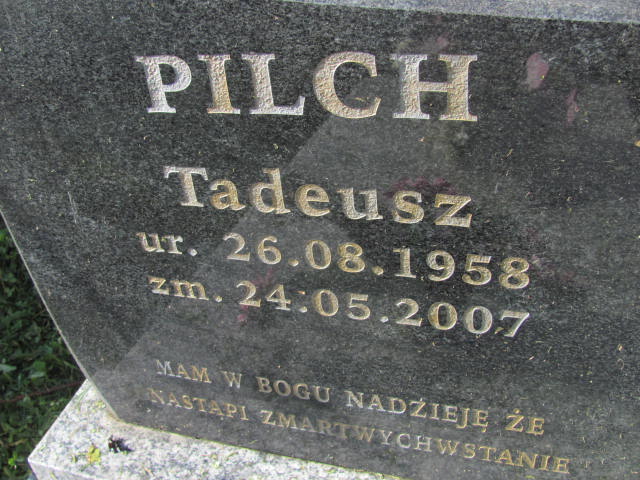 PILCH
Tadeusz
ur. 26.08.1958
zm. 24.05.2007
MAM W BOGU NADZIEJĘ ŻE
NASTĄPI ZMARTWYCHWSTANIE